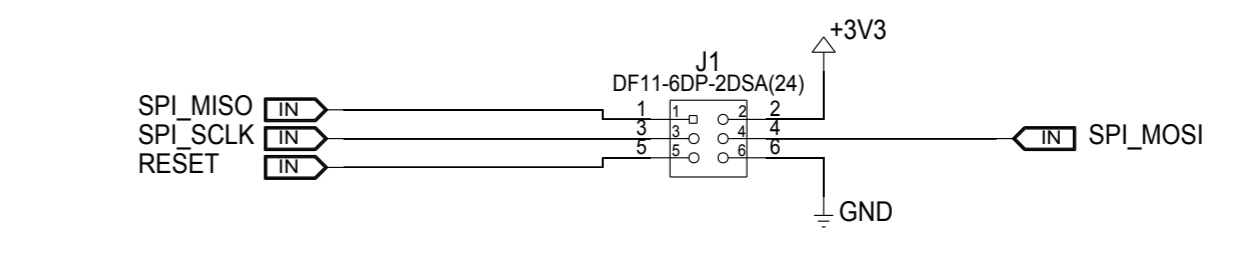 +3V3
J1
DF11-6DP-2DSA(24)
SPI_MISO IN 1 1 2 2
SPI_SCLK IN 3 3 4 4 IN SPI_MOSI
RESET IN 5 5 6 6
GND